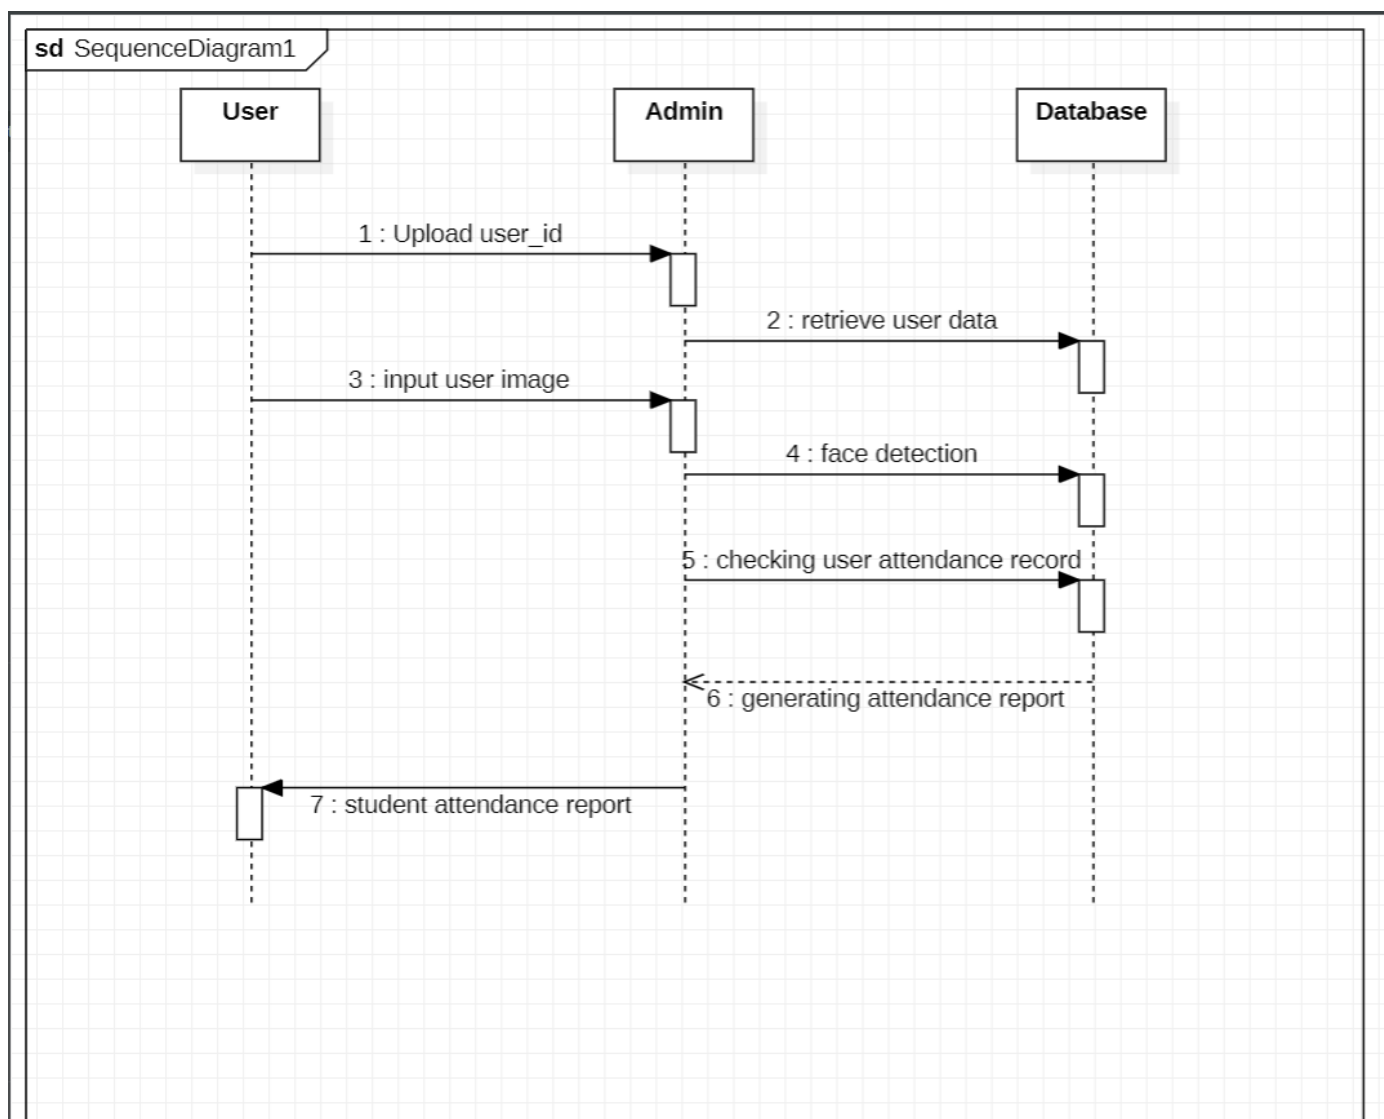 sd SequenceDiagram1
User
Admin
Database
1 : Upload user_id
2 : retrieve user data
3 : input user image
4 : face detection
5 : checking user attendance record
6 : generating attendance report
7 : student attendance report